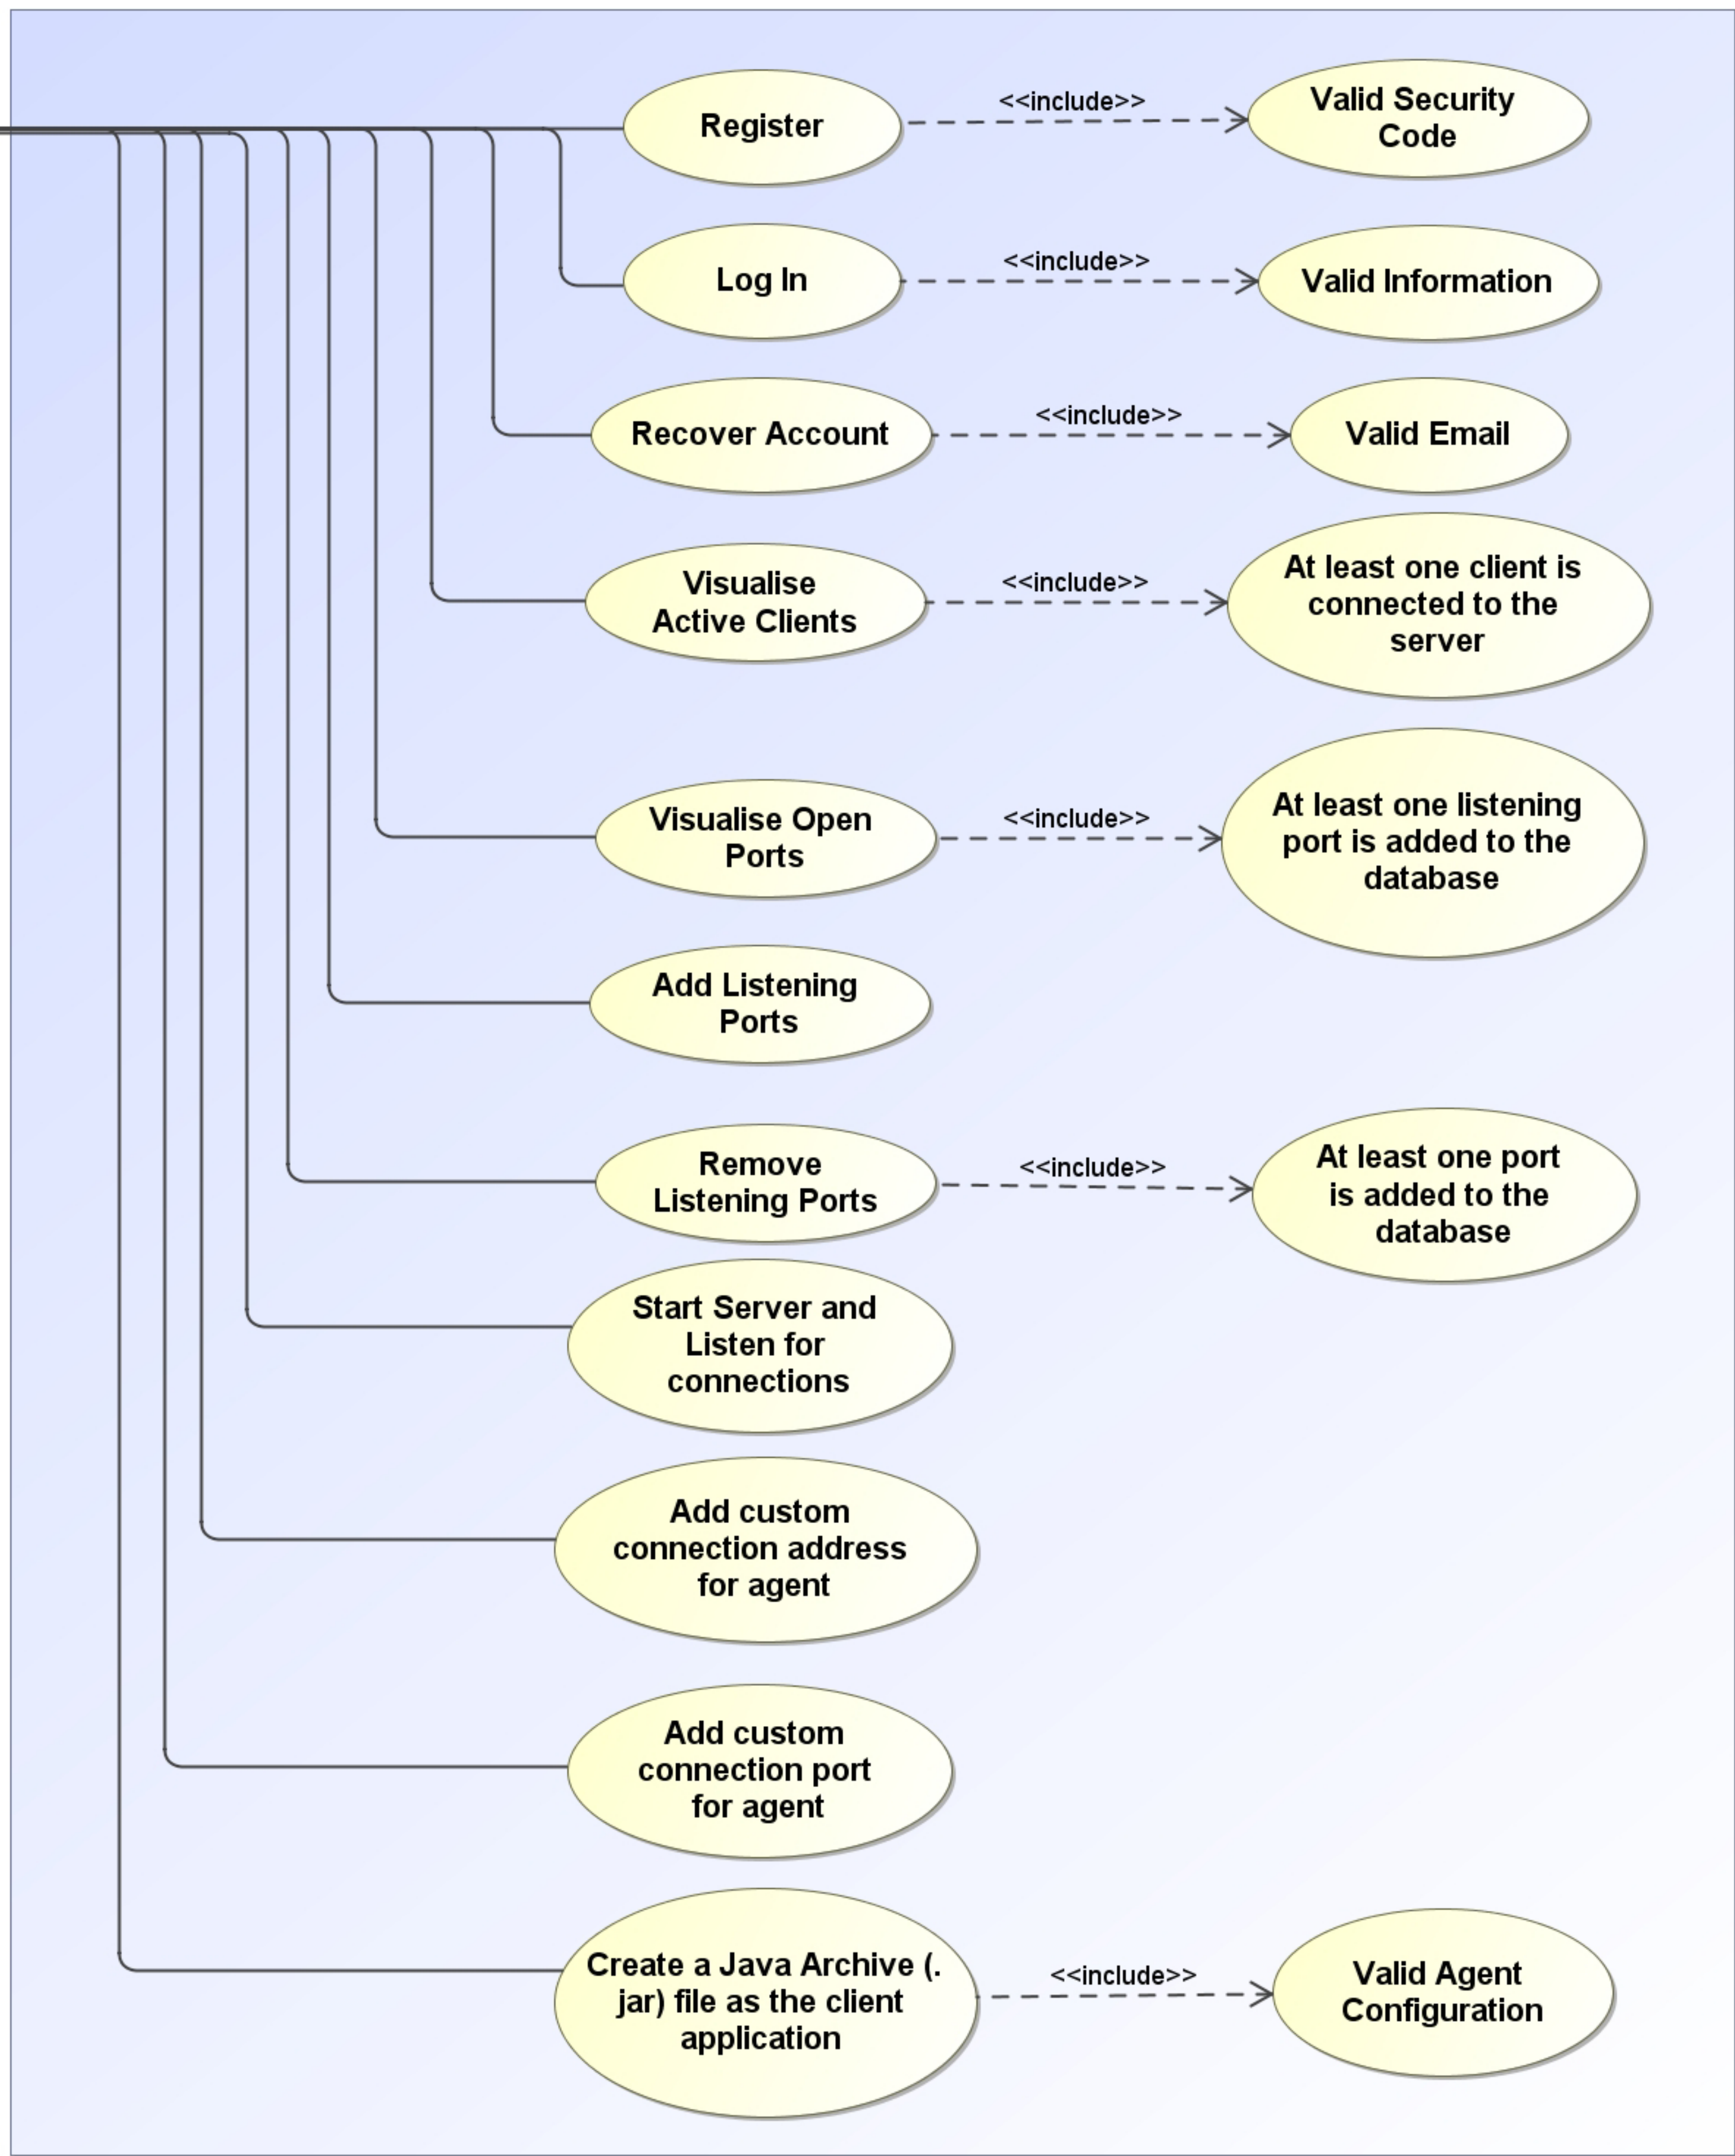 Register
<<include>>
Valid Security
Code
Log In
<<include>>
Valid Information
Recover Account
<<include>>
Valid Email
Visualise
Active Clients
<<include>>
At least one client is
connected to the
server
Visualise Open
Ports
<<include>>
At least one listening
port is added to the
database
Add Listening
Ports
Remove
Listening Ports
<<include>>
At least one port
is added to the
database
Start Server and
Listen for
connections
Add custom
connection address
for agent
Add custom
connection port
for agent
Create a Java Archive (.
jar) file as the client
application
<<include>>
Valid Agent
Configuration